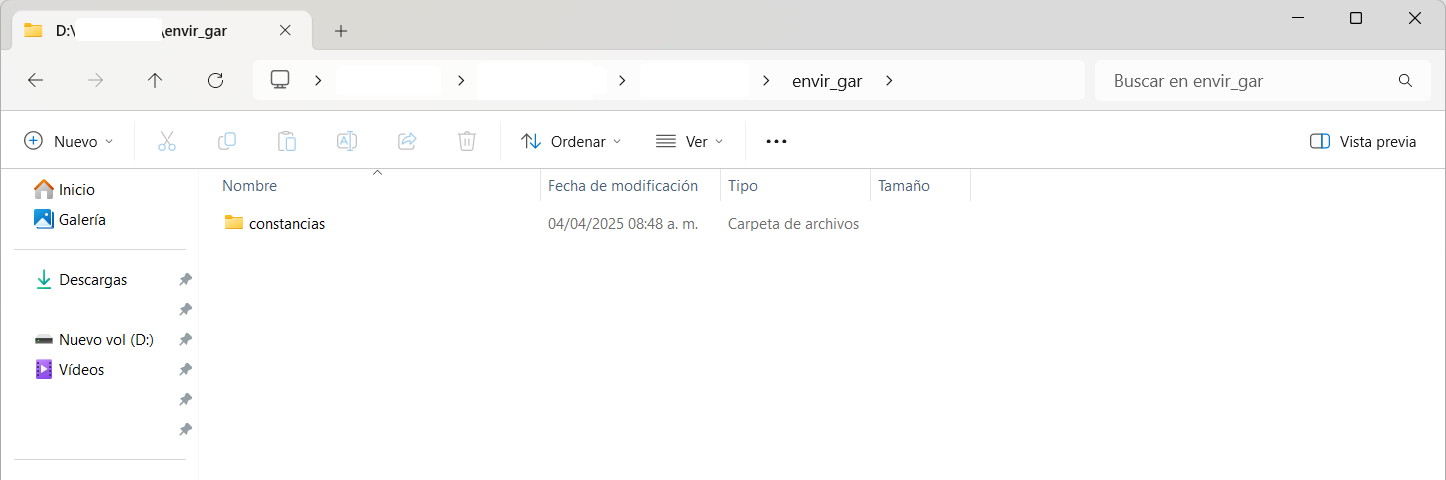 D:\ \envir_gar
envir_gar
Buscar en envir_gar
Nuevo
Ordenar
Ver
Vista previa
Inicio
Galería
Descargas
Nuevo vol (D:)
Vídeos
Nombre Fecha de modificación Tipo Tamaño
constancias 04/04/2025 08:48 a. m. Carpeta de archivos